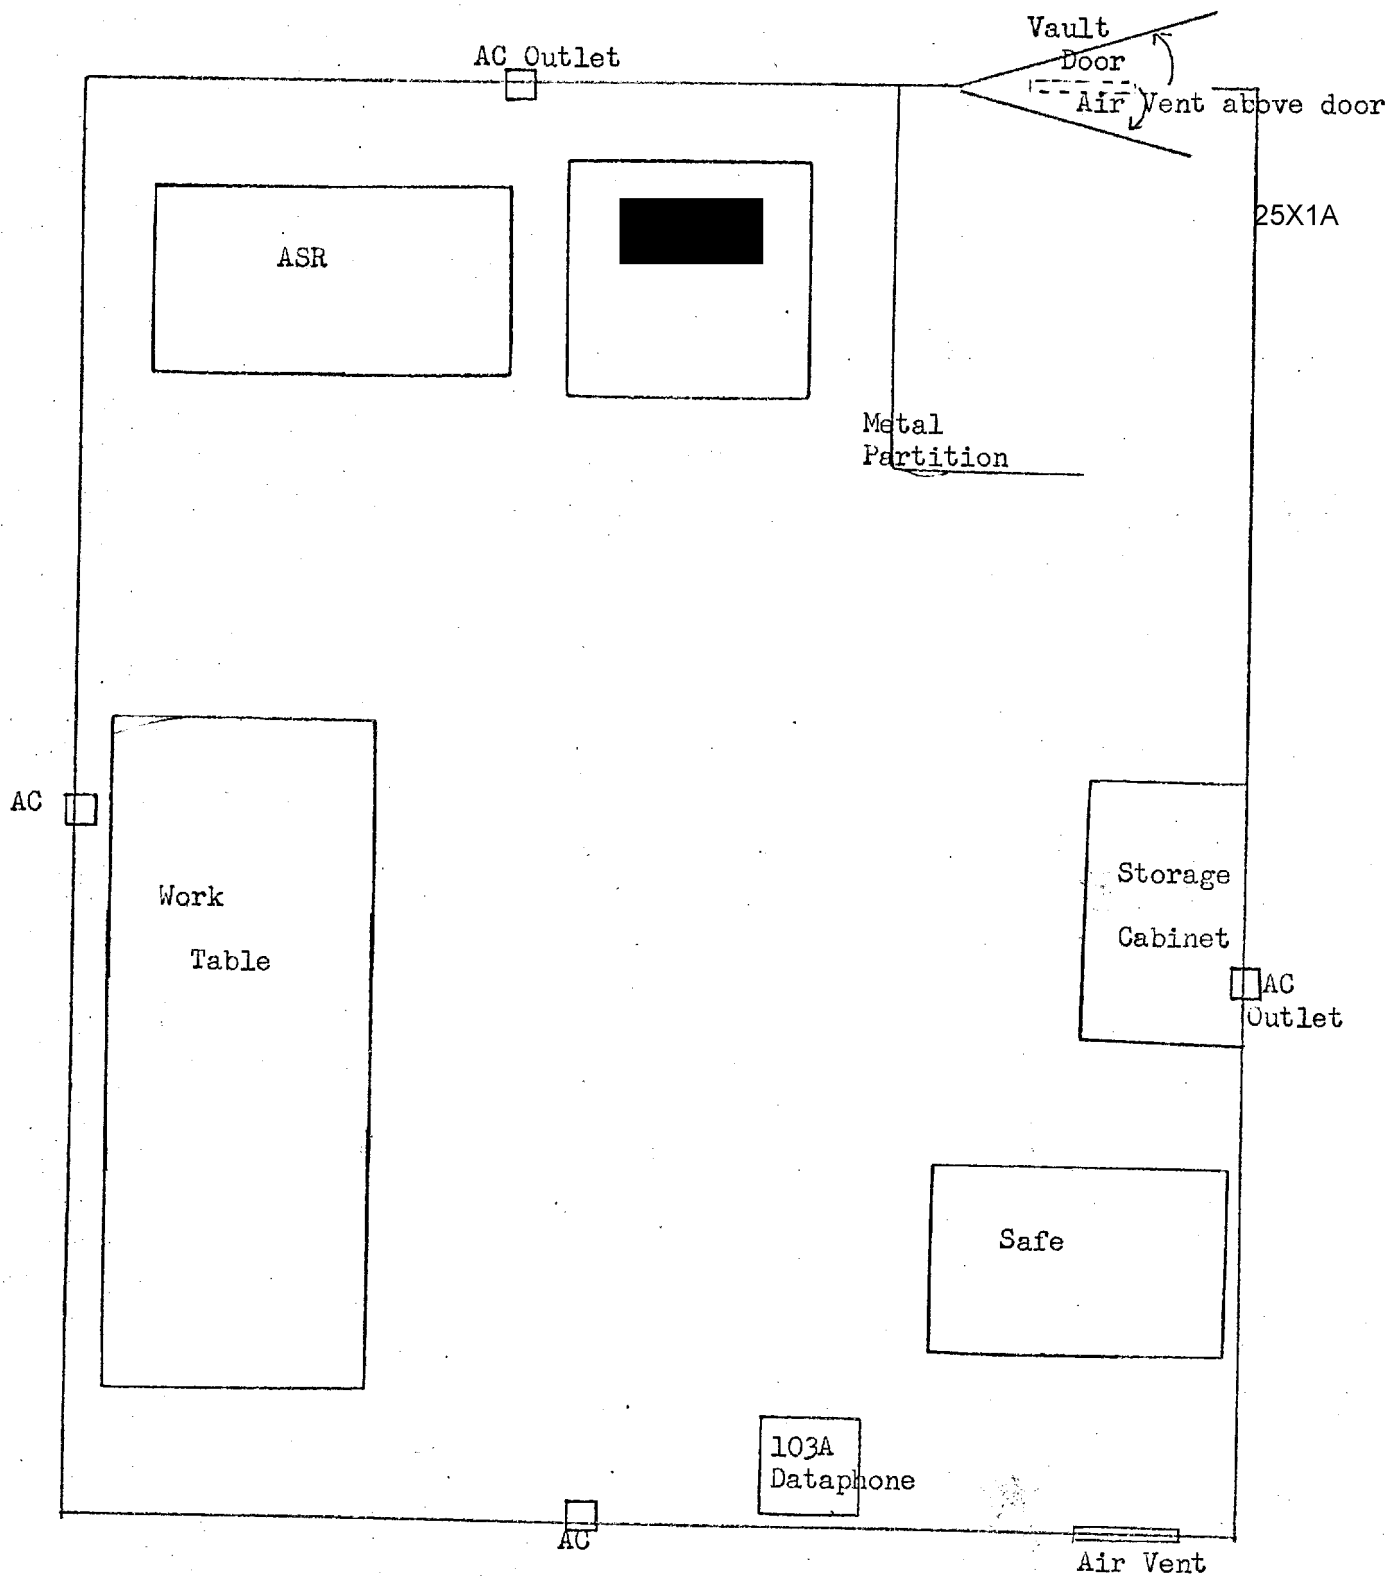 Vault
Door
AC Outlet
Air Vent above door
25X1A
ASR
Metal
Partition
AC
Storage
Work
Cabinet
Table
AC
Outlet
Safe
103A
Dataphone
AC
Air Vent